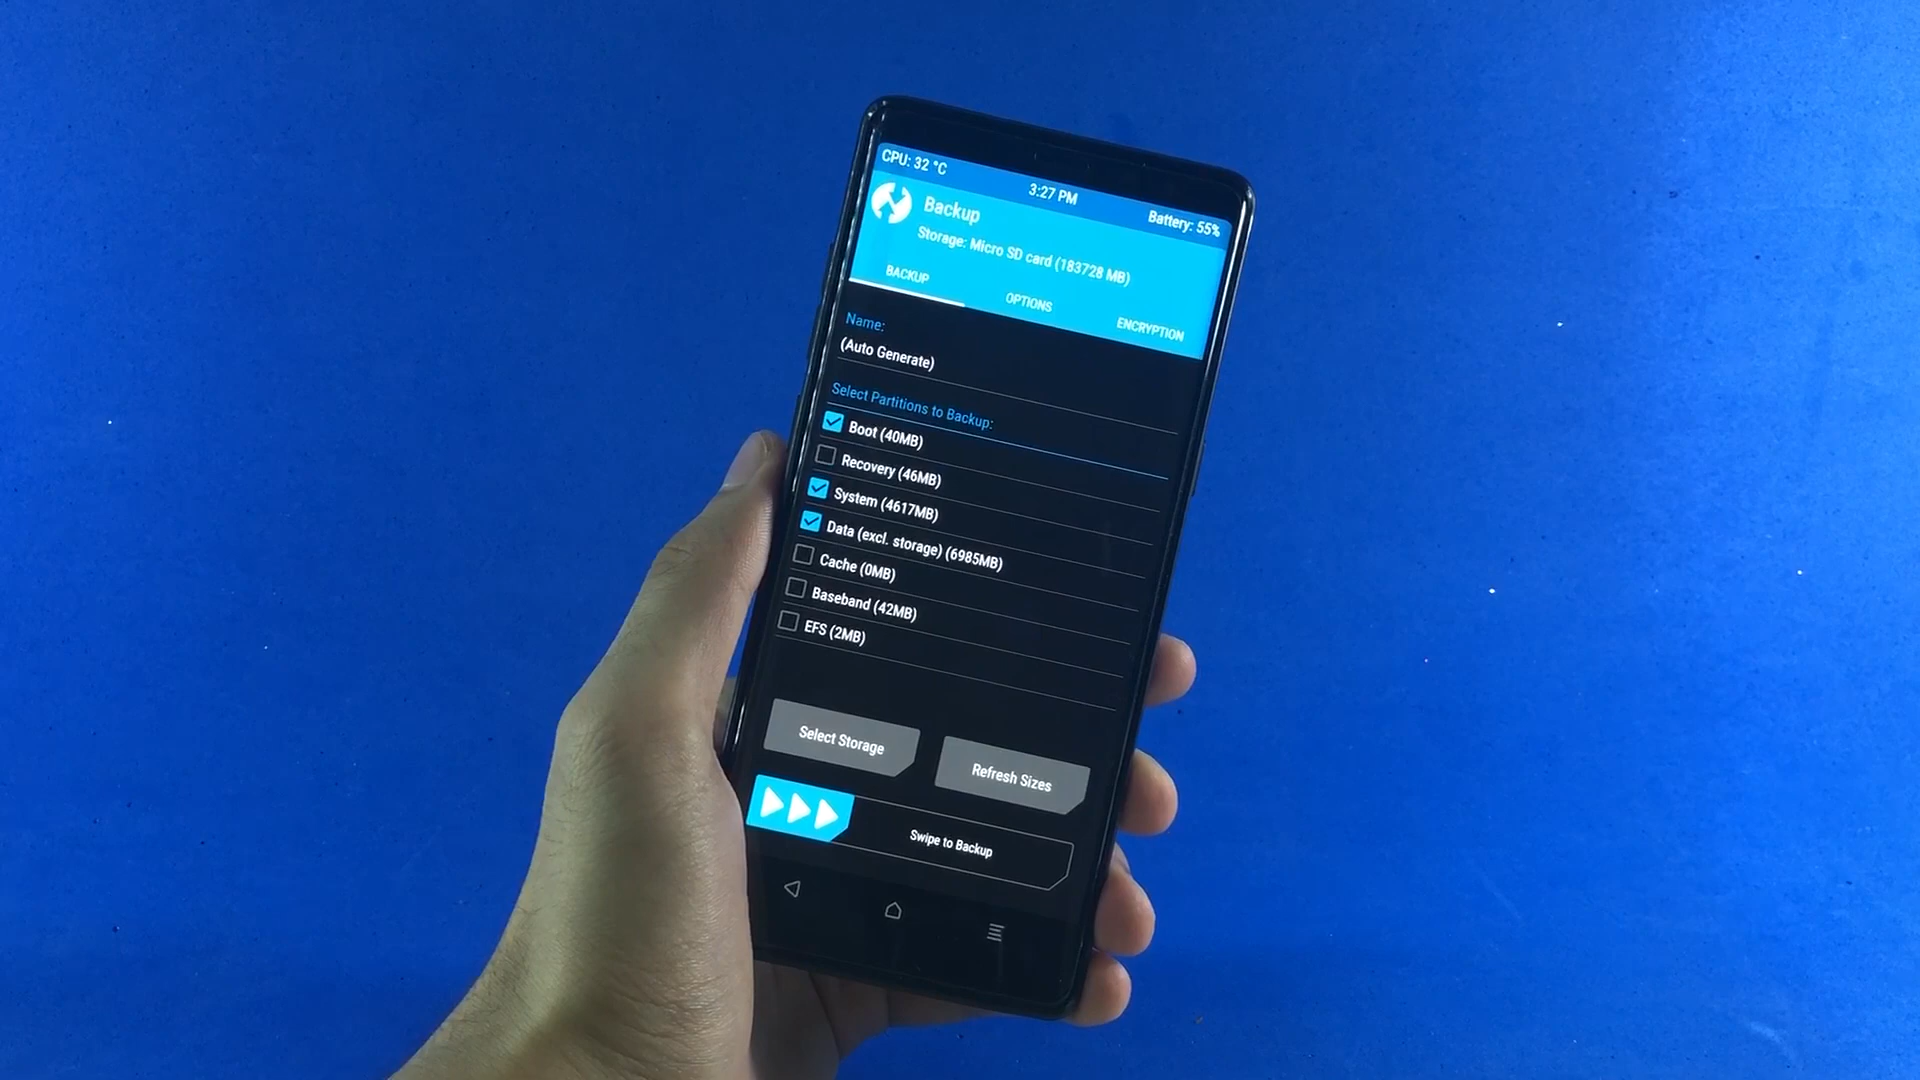 CPU: 32 °C
3:27 PM
Battery: 55%
Backup
Storage: Micro SD card (183728 MB)
BACKUP
OPTIONS
ENCRYPTION
Name:
(Auto Generate)
Select Partitions to Backup:
Boot (40MB)
Recovery (46MB)
System (4617MB)
Data (excl. storage) (6985MB)
Cache (0MB)
Baseband (42MB)
EFS (2MB)
Select Storage
Refresh Sizes
Swipe to Backup